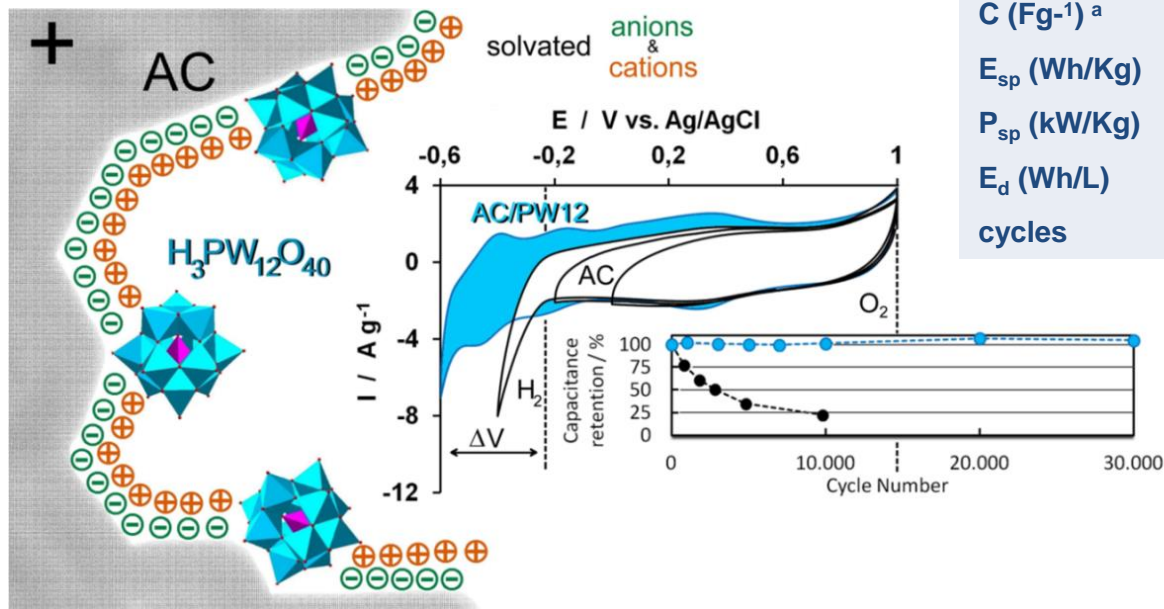 +
AC
solvated anions & cations
H₃PW₁₂O₄₀
E / V vs. Ag/AgCl
-0,6 -0,2 0,2 0,6 1
4
0
-4
-8
-12
I / A g⁻¹
AC/PW12
AC
O₂
H₂
ΔV
Capacitance retention / %
100
75
50
25
0
0 10.000 20.000 30.000
Cycle Number
C (Fg-¹) ᵃ
Eₛₚ (Wh/Kg)
Pₛₚ (kW/Kg)
E_d (Wh/L)
cycles